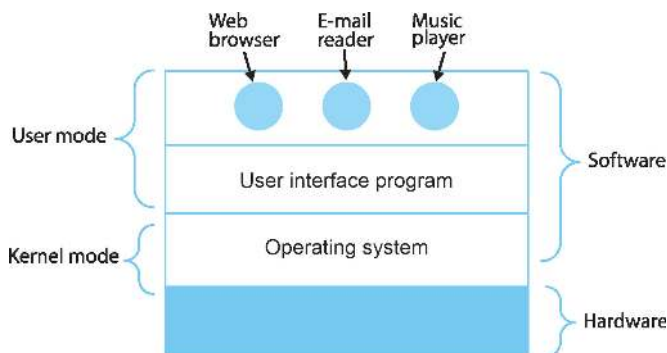 Web
browser
E-mail
reader
Music
player
User mode
User interface program
Software
Operating system
Kernel mode
Hardware